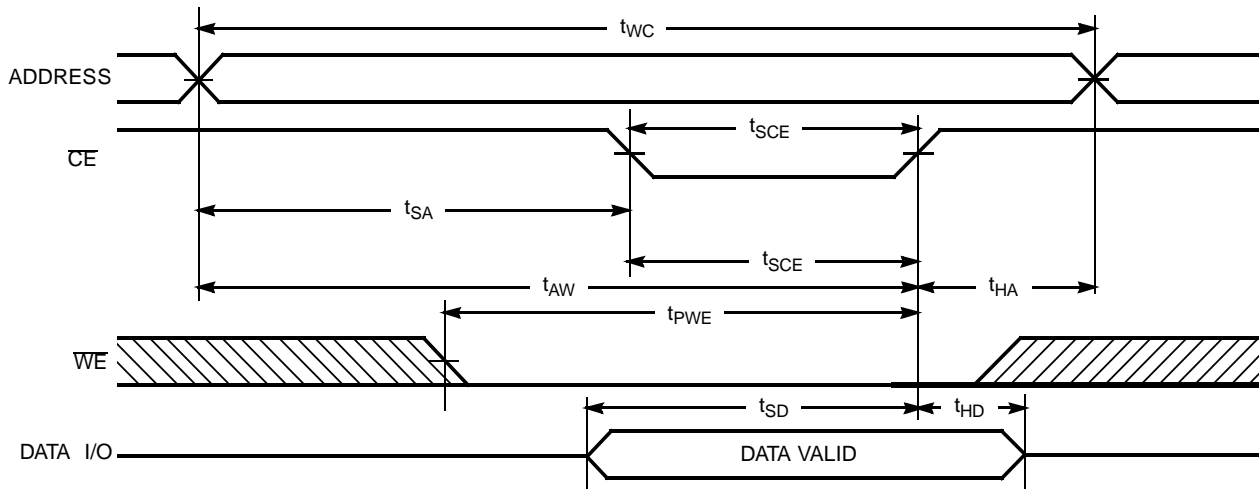 tWC
ADDRESS
tSCE
CE
tSA
tSCE
tAW
tHA
tPWE
WE
tSD
tHD
DATA I/O
DATA VALID